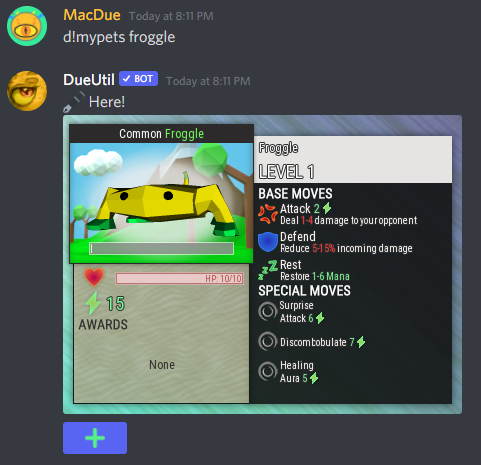 MacDue Today at 8:11 PM
d!mypets froggle
DueUtil BOT Today at 8:11 PM
Here!
Common Froggle
HP: 10/10
15
AWARDS
None
Froggle
LEVEL 1
BASE MOVES
Attack 2
Deal 1-4 damage to your opponent
Defend
Reduce 5-15% incoming damage
Rest
Restore 1-6 Mana
SPECIAL MOVES
Surprise
Attack 6
Discombobulate 7
Healing
Aura 5